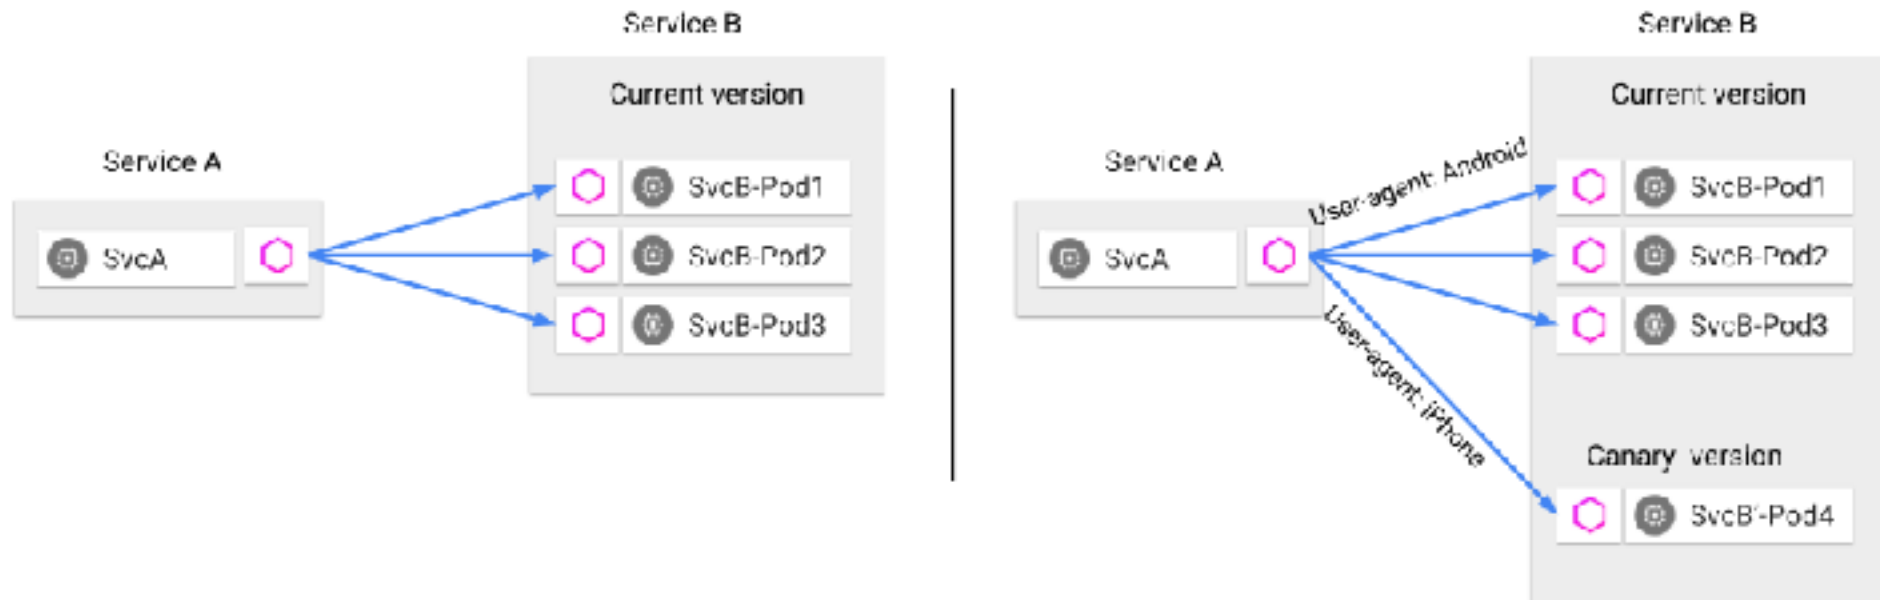 Service B
Current version
Service A
SvcA
SvcB-Pod1
SvcB-Pod2
SvcB-Pod3
Service B
Current version
Service A
SvcA
User-agent: Android
SvcB-Pod1
SvcB-Pod2
SvcB-Pod3
User-agent: iPhone
Canary version
SvcB'-Pod4